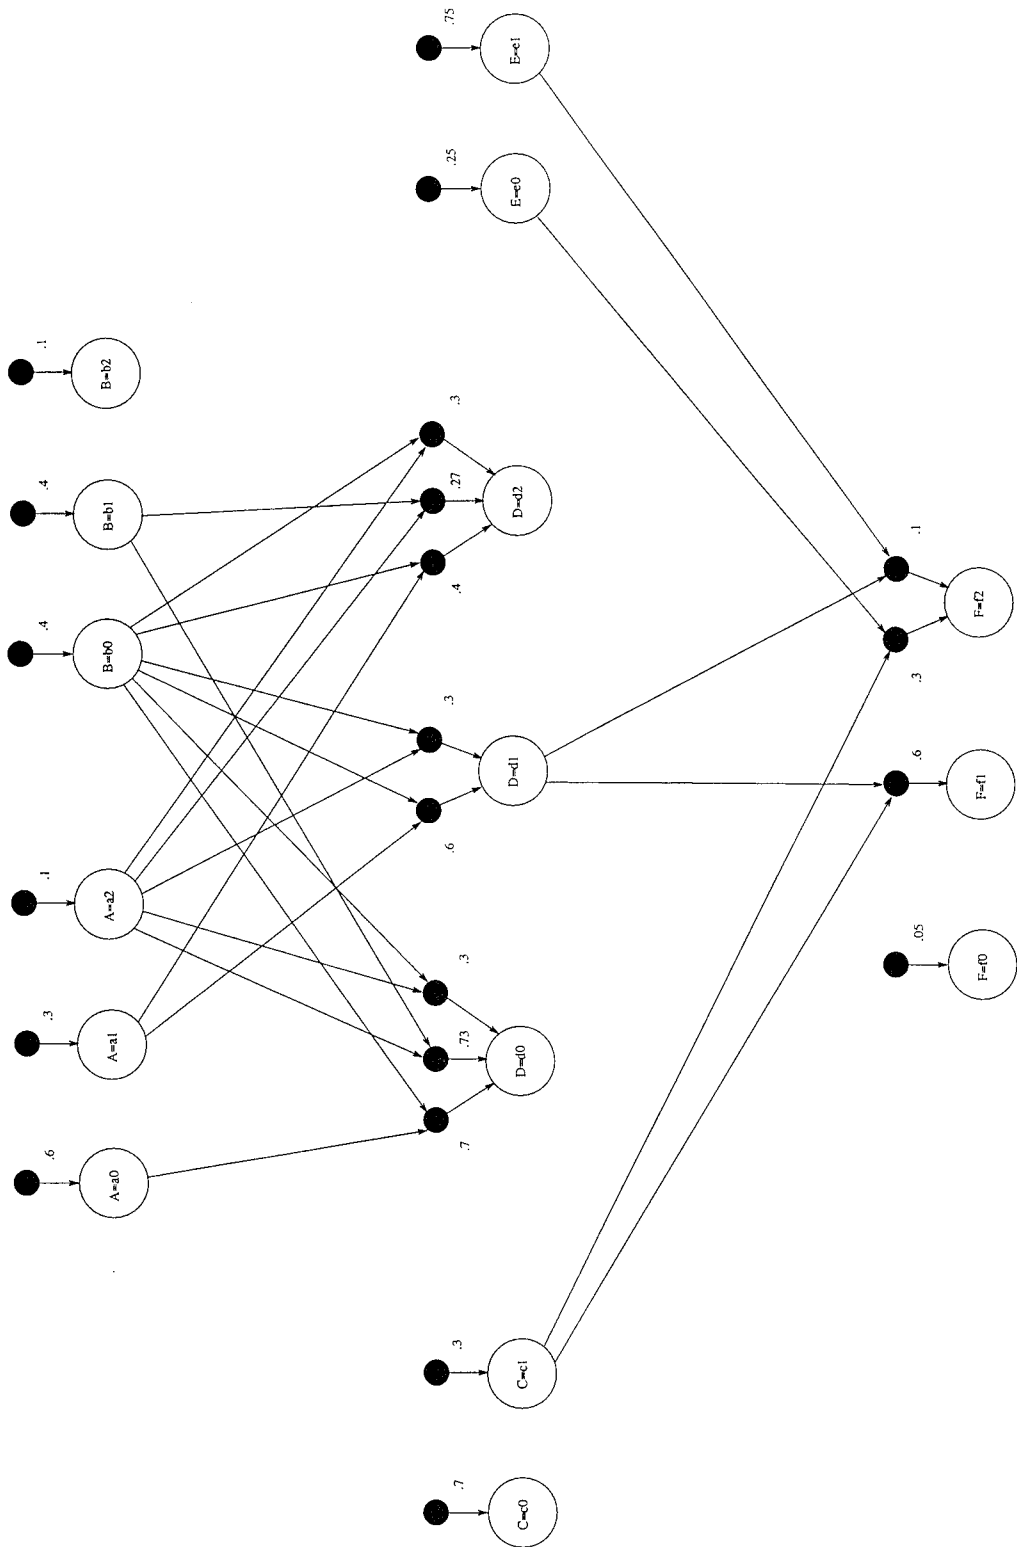 .6 .3 .1 .4 .4 .1
A=a0 A=a1 A=a2 B=b0 B=b1 B=b2
.7 .3 .7 .73 .3 .6 .3 .4 .27 .3 .25 .75
C=c0 C=c1 D=d0 D=d1 D=d2 E=e0 E=e1
.05 .6 .3 .1
F=f0 F=f1 F=f2